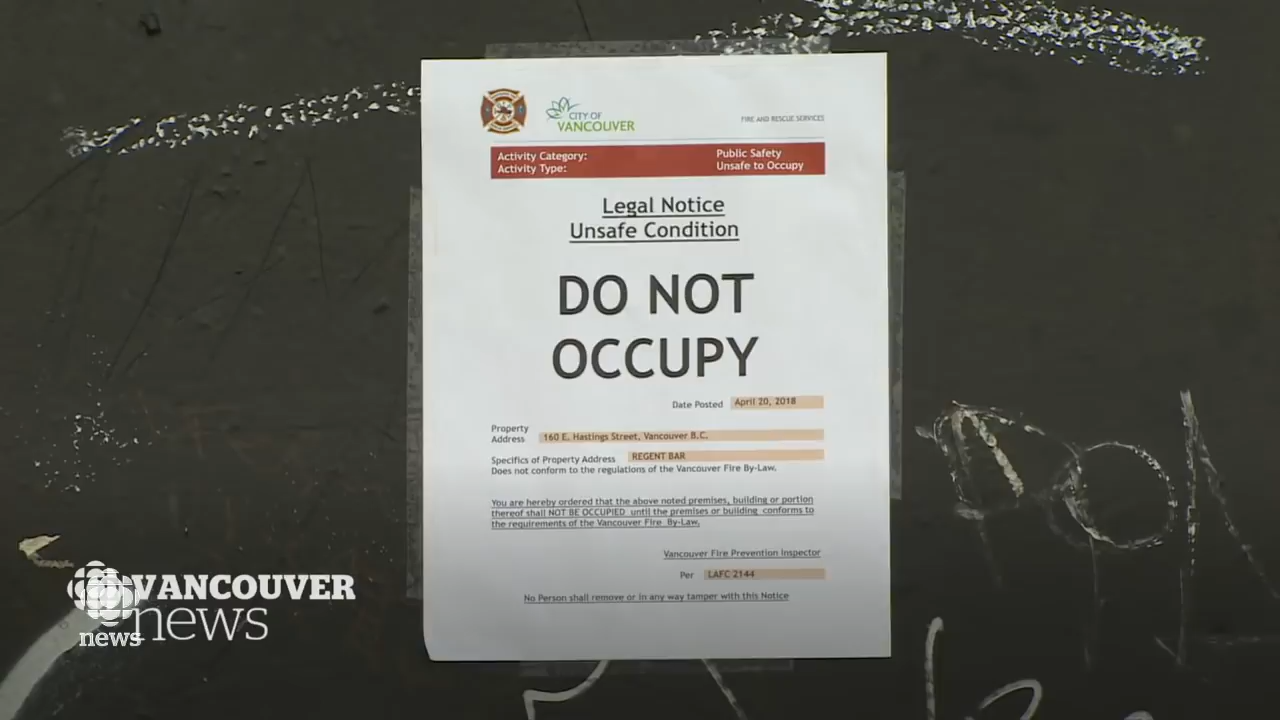 CITY OF
VANCOUVER
FIRE AND RESCUE SERVICES
Activity Category: Public Safety
Activity Type: Unsafe to Occupy
Legal Notice
Unsafe Condition
DO NOT
OCCUPY
Date Posted April 20, 2018
Property
Address 160 E. Hastings Street, Vancouver B.C.
Specifics of Property Address REGENT BAR
Does not conform to the regulations of the Vancouver Fire By-Law.
You are hereby ordered that the above noted premises, building or portion
thereof shall NOT BE OCCUPIED until the premises or building conforms to
the requirements of the Vancouver Fire By-Law.
Vancouver Fire Prevention Inspector
Per LAFC 2144
No Person shall remove or in any way tamper with this Notice
VANCOUVER
news
news